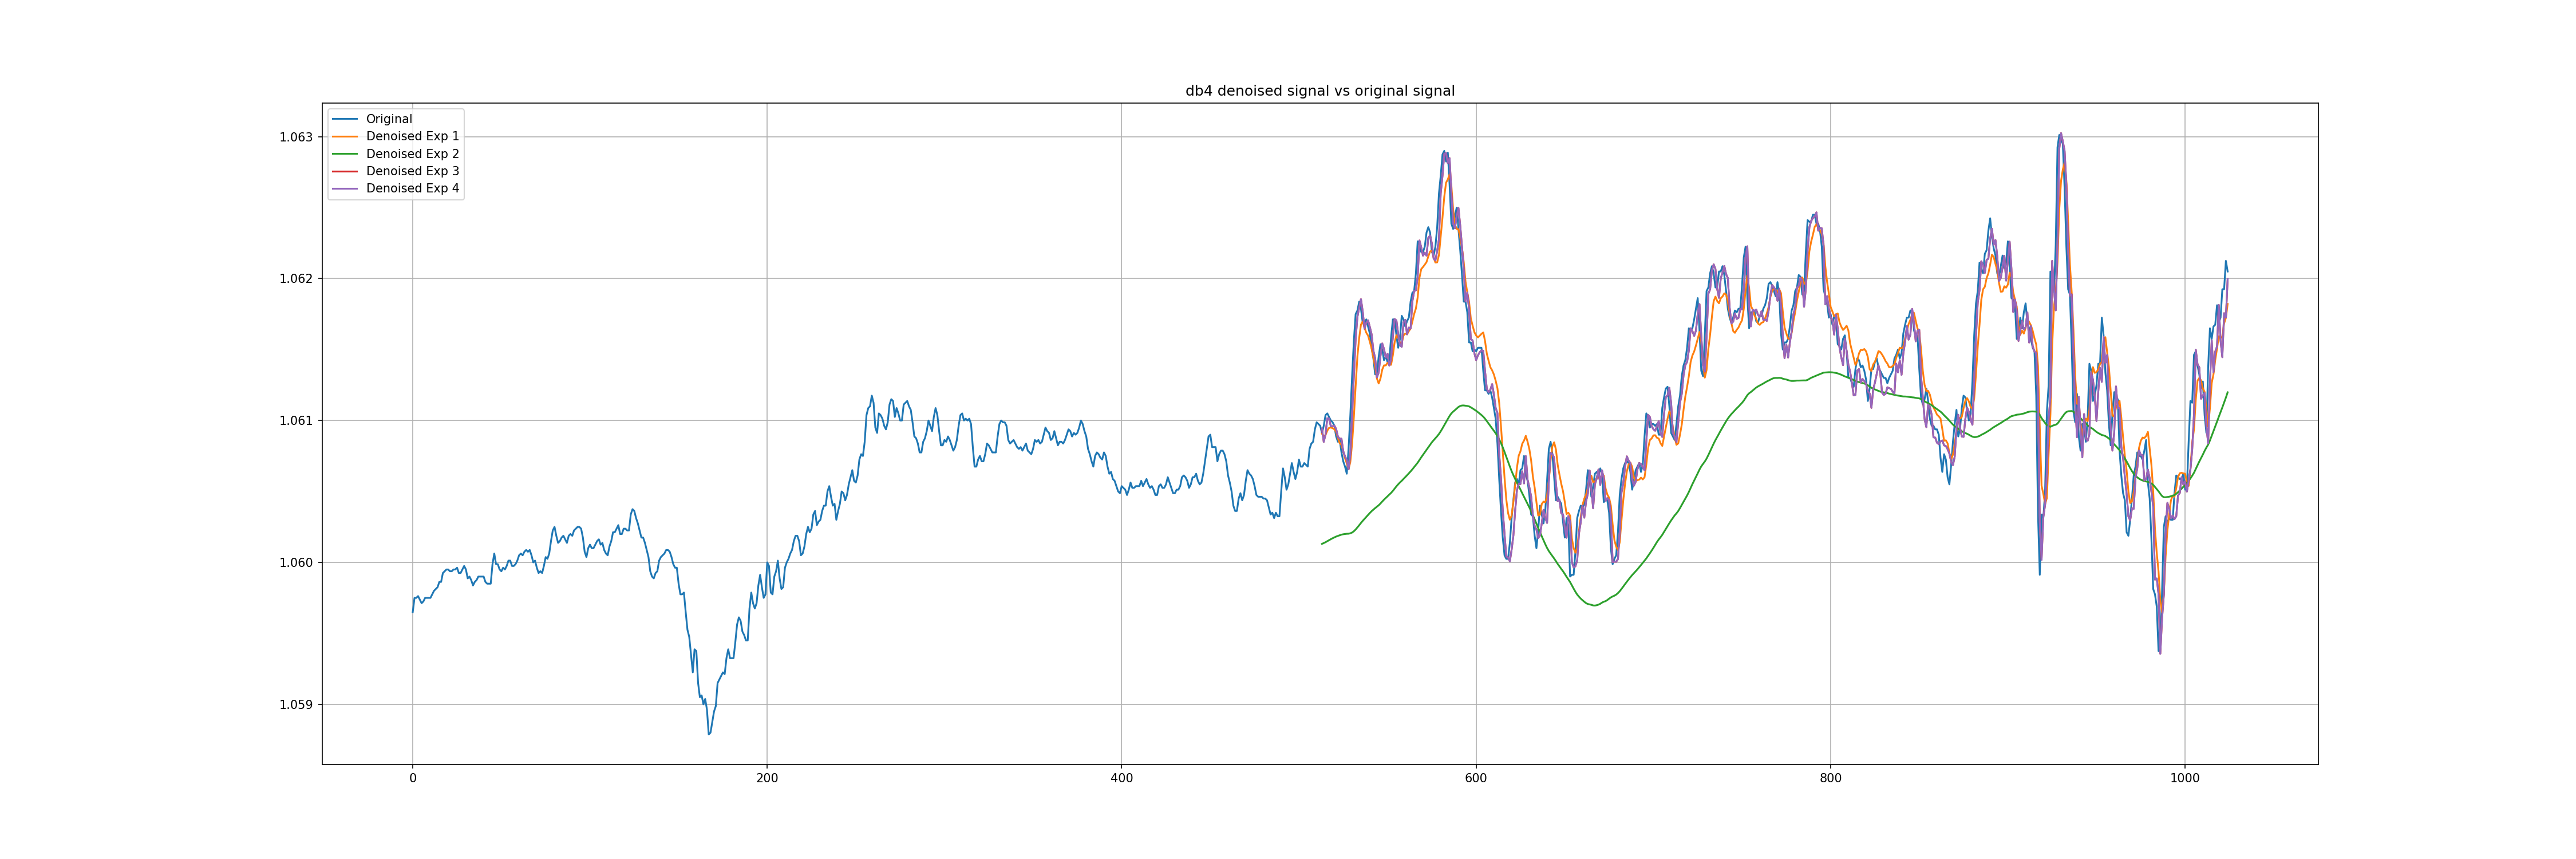 db4 denoised signal vs original signal
Original
Denoised Exp 1
Denoised Exp 2
Denoised Exp 3
Denoised Exp 4
1.063
1.062
1.061
1.060
1.059
0 200 400 600 800 1000